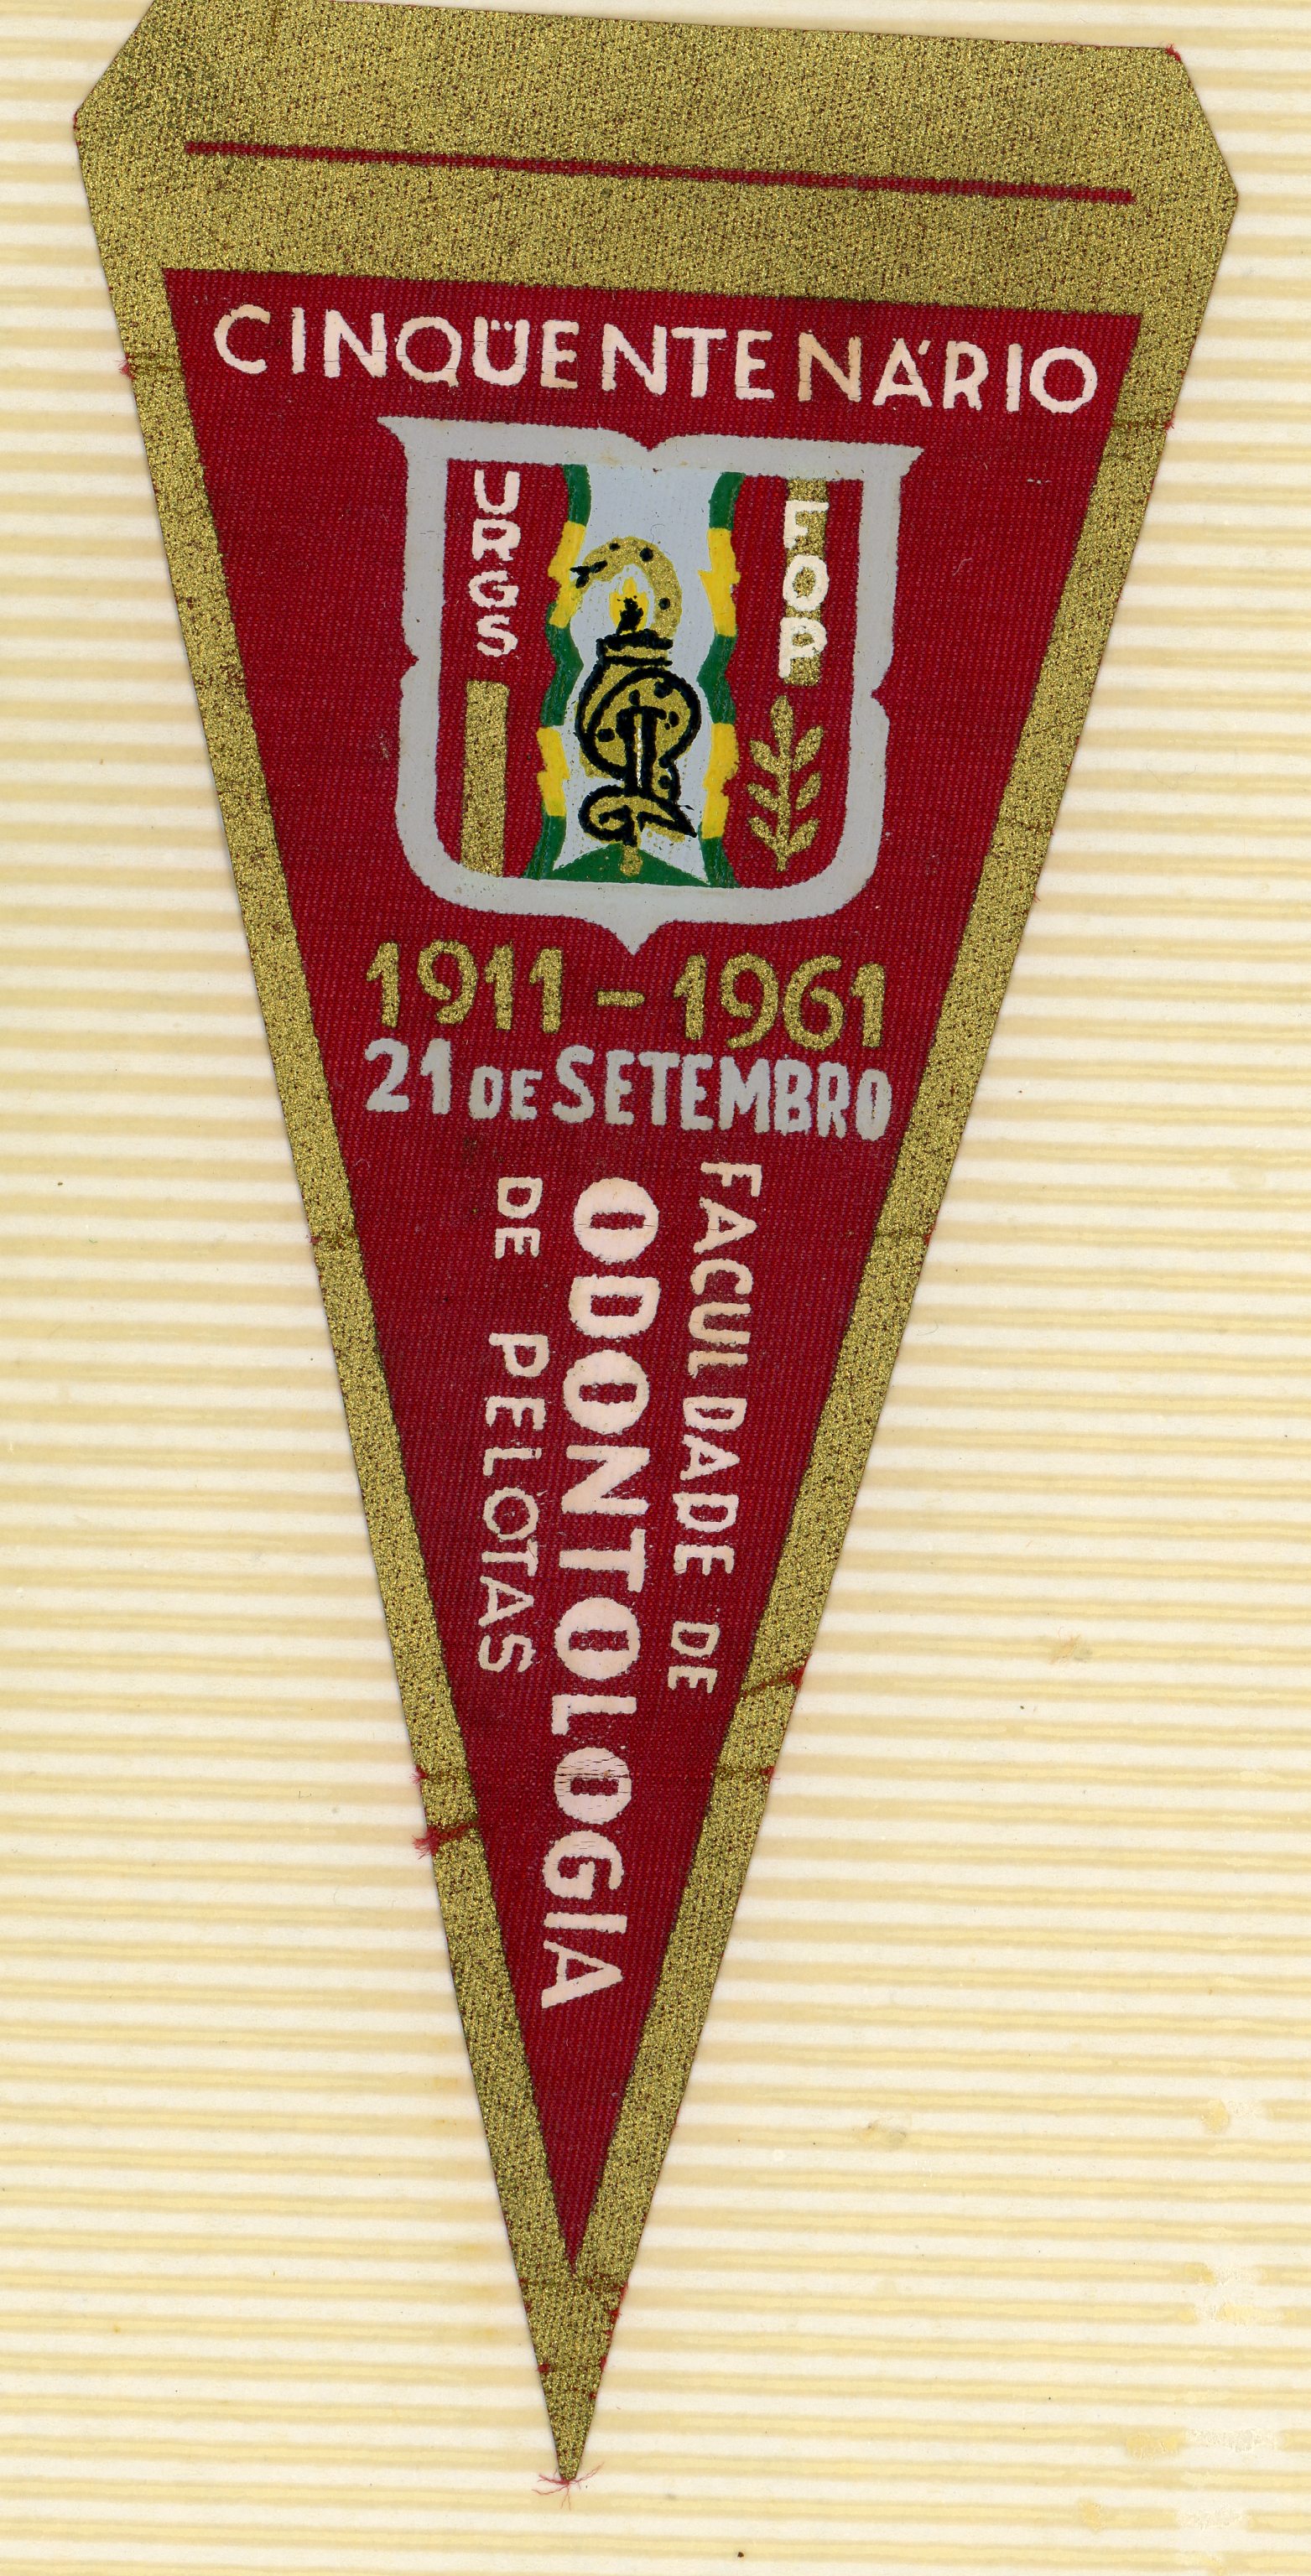 CINQÜENTENÁRIO
URGS
FOP
1911 - 1961
21 DE SETEMBRO
FACULDADE DE
ODONTOLOGIA
DE PELOTAS